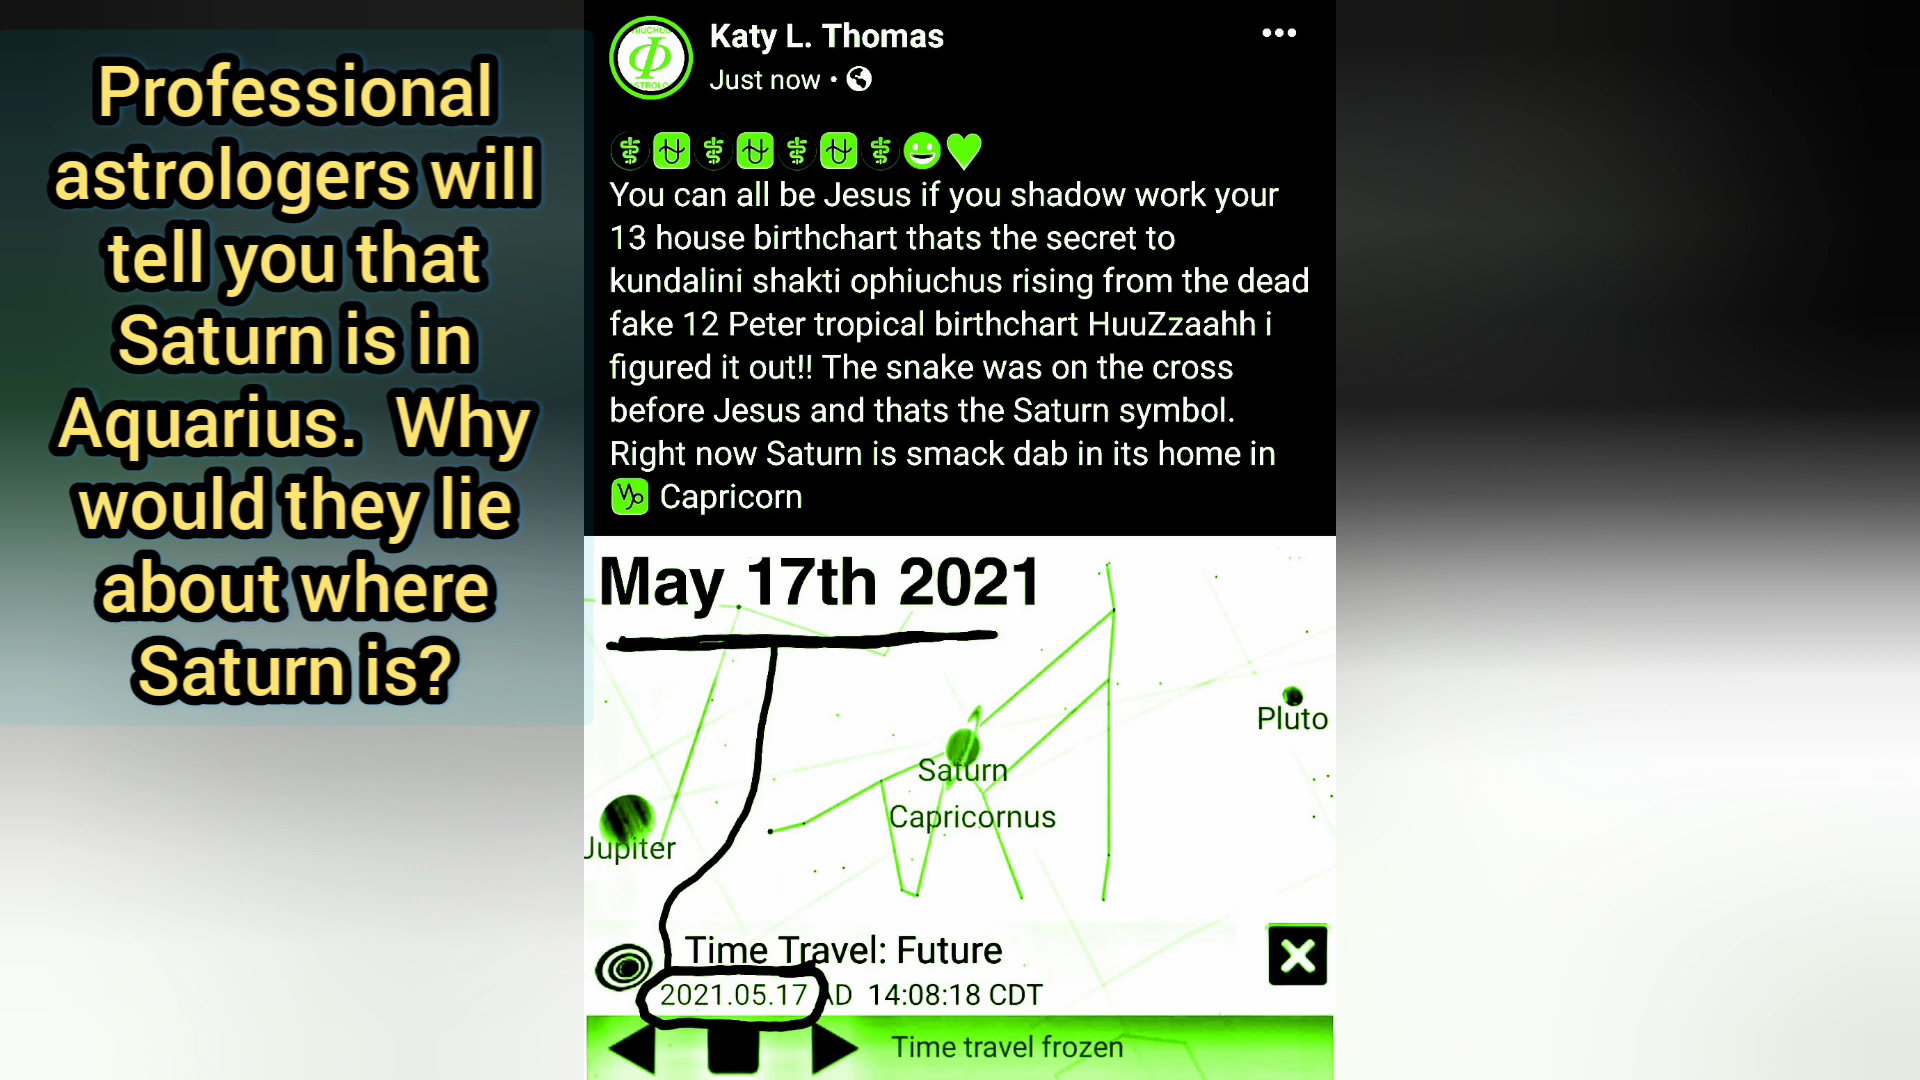 Professional
astrologers will
tell you that
Saturn is in
Aquarius. Why
would they lie
about where
Saturn is?
Katy L. Thomas
Just now •
You can all be Jesus if you shadow work your
13 house birthchart thats the secret to
kundalini shakti ophiuchus rising from the dead
fake 12 Peter tropical birthchart HuuZzaahh i
figured it out!! The snake was on the cross
before Jesus and thats the Saturn symbol.
Right now Saturn is smack dab in its home in
♑ Capricorn
May 17th 2021
Pluto
Saturn
Capricornus
Jupiter
Time Travel: Future
2021.05.17 AD 14:08:18 CDT
Time travel frozen